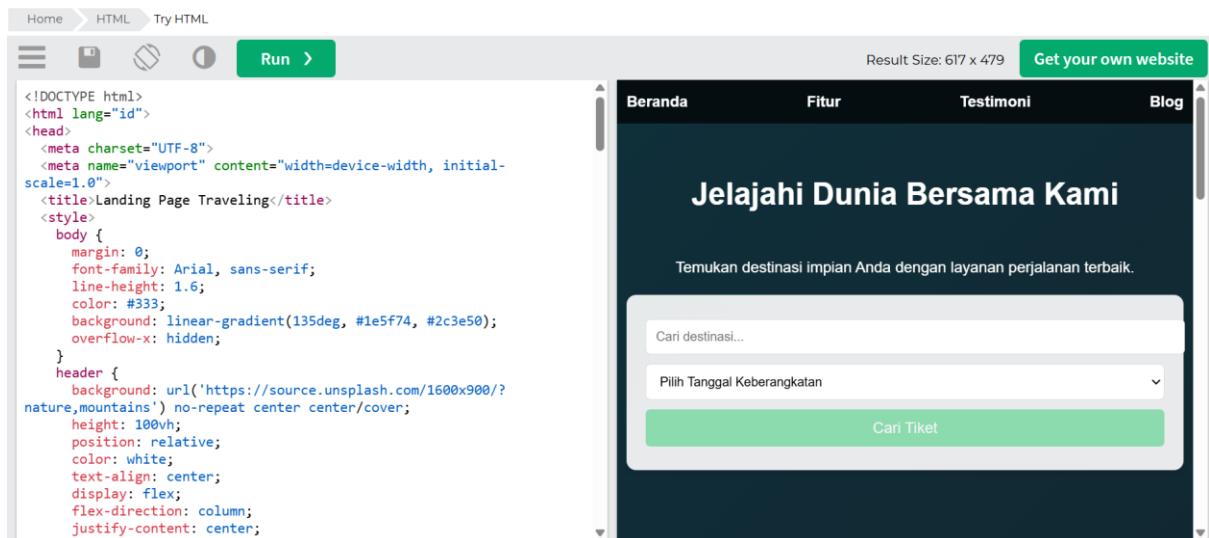 Home HTML Try HTML
Run ❯ Result Size: 617 x 479 Get your own website
<!DOCTYPE html>
<html lang="id">
<head>
<meta charset="UTF-8">
<meta name="viewport" content="width=device-width, initial-
scale=1.0">
<title>Landing Page Traveling</title>
<style>
body {
margin: 0;
font-family: Arial, sans-serif;
line-height: 1.6;
color: #333;
background: linear-gradient(135deg, #1e5f74, #2c3e50);
overflow-x: hidden;
}
header {
background: url('https://source.unsplash.com/1600x900/?
nature,mountains') no-repeat center center/cover;
height: 100vh;
position: relative;
color: white;
text-align: center;
display: flex;
flex-direction: column;
justify-content: center;
Beranda Fitur Testimoni Blog
Jelajahi Dunia Bersama Kami
Temukan destinasi impian Anda dengan layanan perjalanan terbaik.
Cari destinasi...
Pilih Tanggal Keberangkatan
Cari Tiket